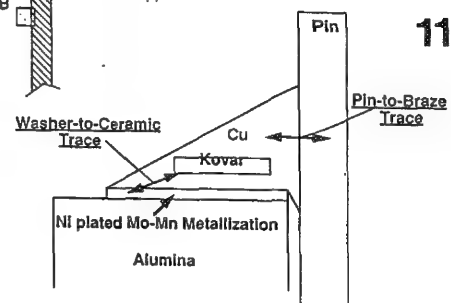 B
Pin
11
Pin-to-Braze
Trace
Washer-to-Ceramic
Trace
Cu
Kovar
Ni plated Mo-Mn Metallization
Alumina